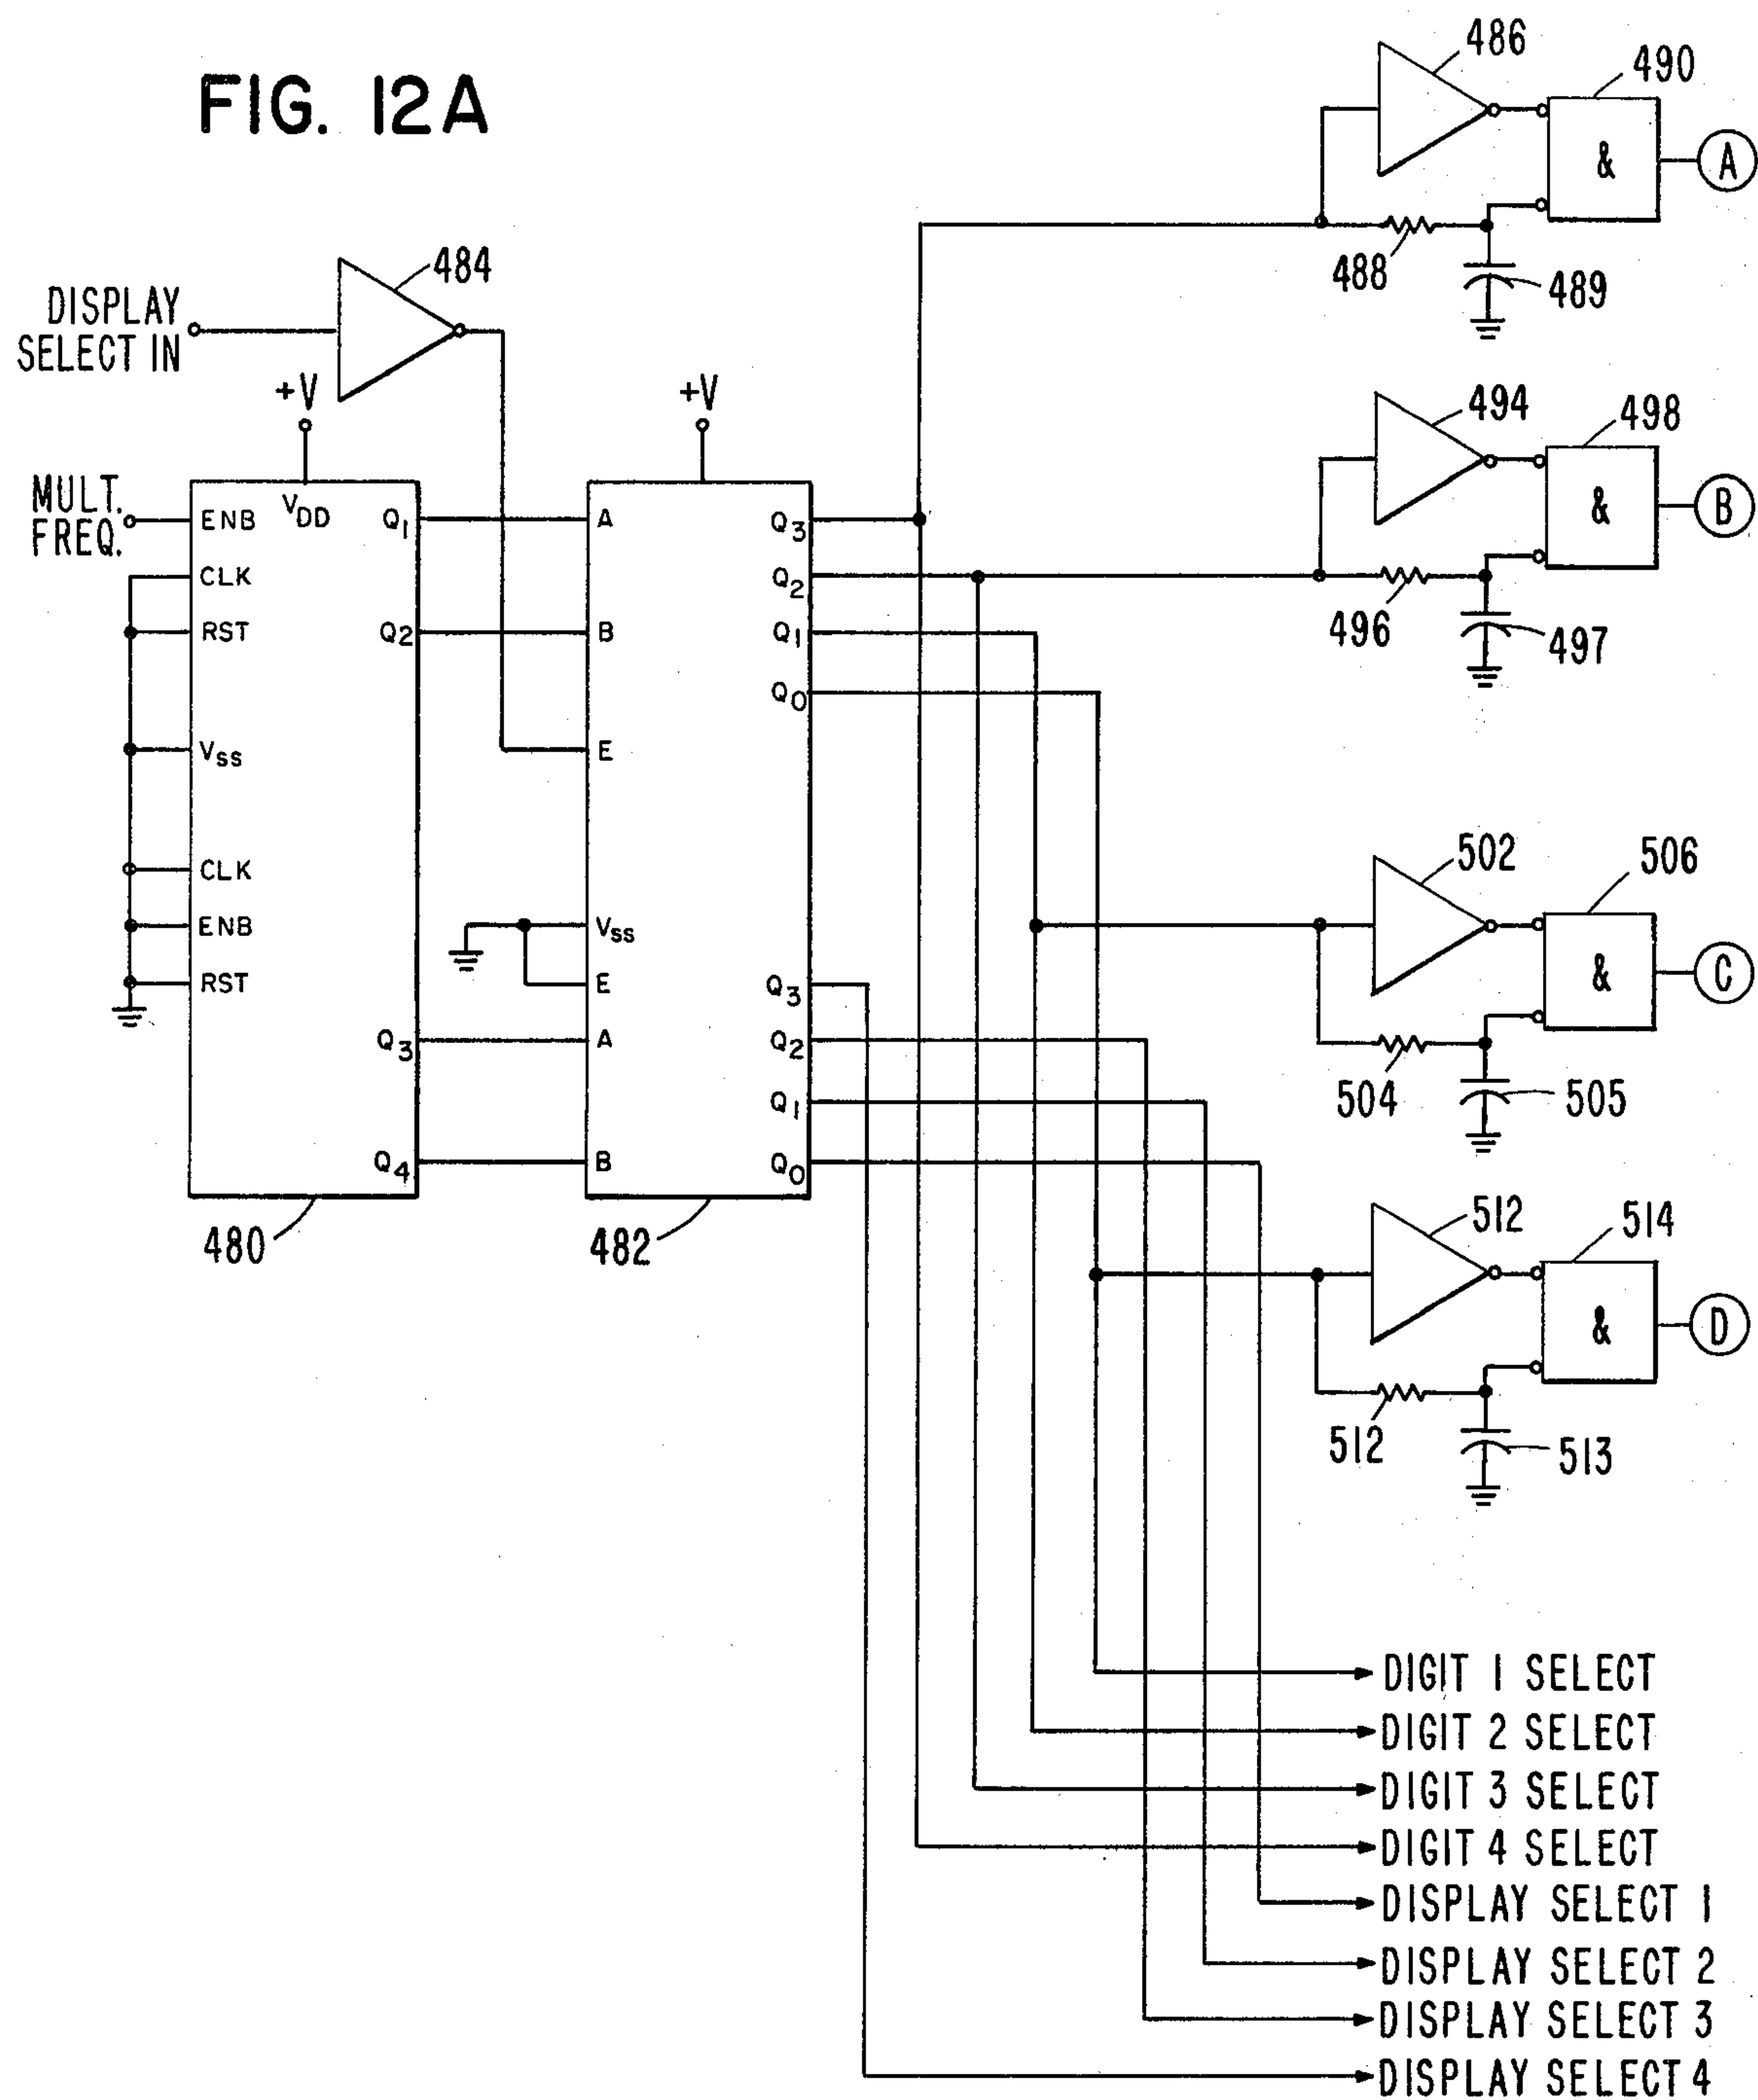 FIG. 12A
486
490
&
A
488
489
484
DISPLAY
SELECT IN
+V
+V
494
498
&
B
496
497
MULT.
FREQ.
ENB
VDD
Q1
CLK
RST
Q2
Vss
CLK
ENB
RST
Q3
Q4
480
A
Q3
Q2
B
Q1
Q0
E
Vss
E
Q3
A
Q2
Q1
B
Q0
482
502
506
&
C
504
505
512
514
&
D
512
513
DIGIT 1 SELECT
DIGIT 2 SELECT
DIGIT 3 SELECT
DIGIT 4 SELECT
DISPLAY SELECT 1
DISPLAY SELECT 2
DISPLAY SELECT 3
DISPLAY SELECT 4